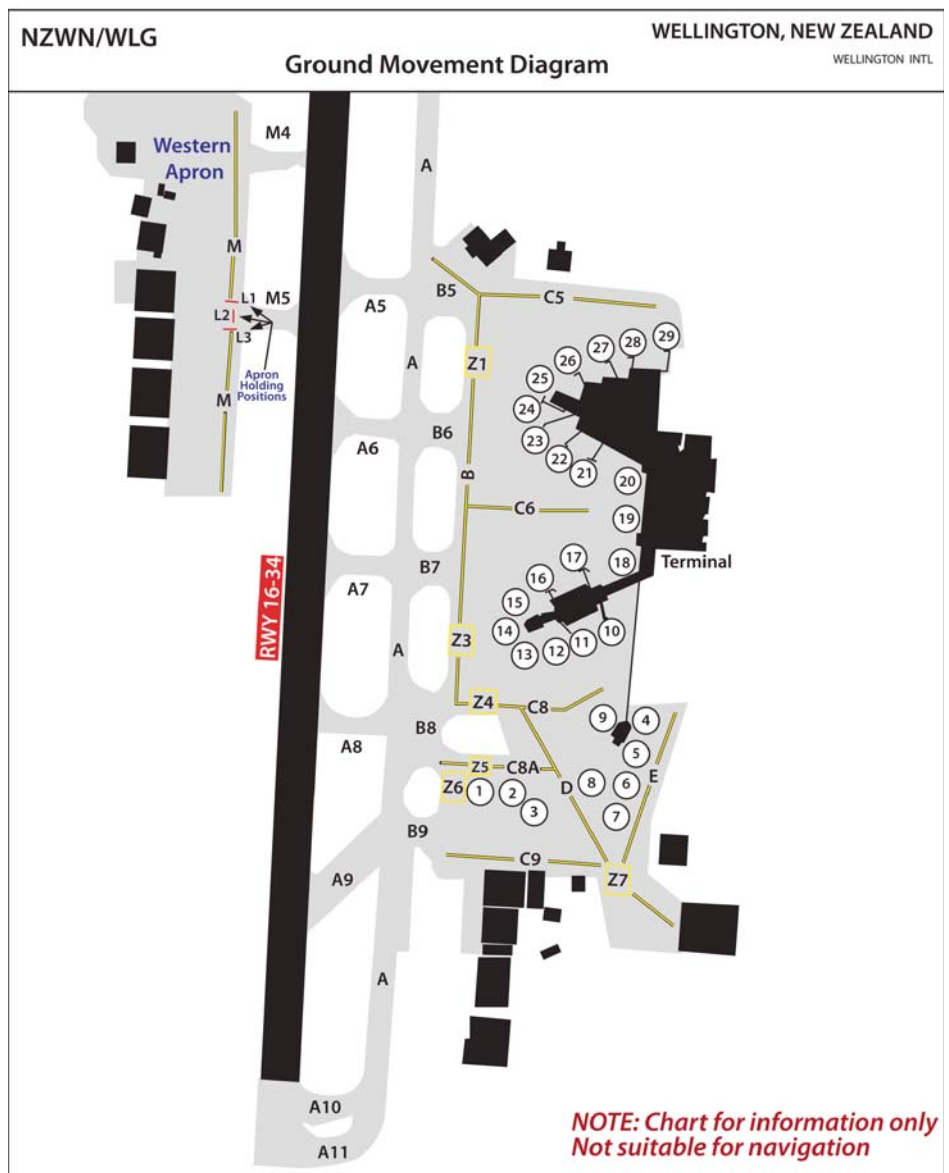 NZWN/WLG
WELLINGTON, NEW ZEALAND
WELLINGTON INTL
Ground Movement Diagram
M4
Western
Apron
A
M
L1
M5
L2
L3
Apron
Holding
Positions
M
A5
B5
C5
A
Z1
29
28
27
26
25
24
23
22
21
20
19
18
B6
A6
B
C6
Terminal
RWY 16-34
B7
A7
17
16
15
14
13
12
11
10
Z3
A
Z4
C8
9
4
5
B8
A8
Z5
C8A
Z6
1
2
3
D
8
6
E
7
B9
C9
Z7
A9
A
A10
A11
NOTE: Chart for information only
Not suitable for navigation